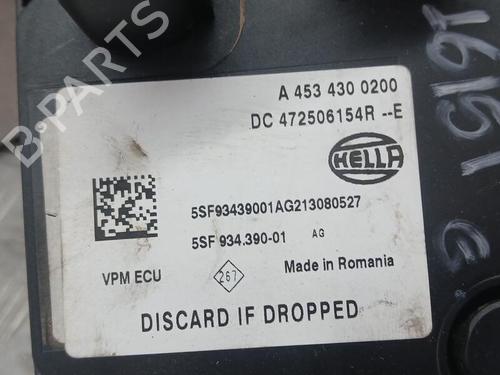 A 453 430 0200
DC 472506154R --E
HELLA
5SF93439001AG213080527
5SF 934.390-01 AG
VPM ECU
267
Made in Romania
DISCARD IF DROPPED
B-PARTS